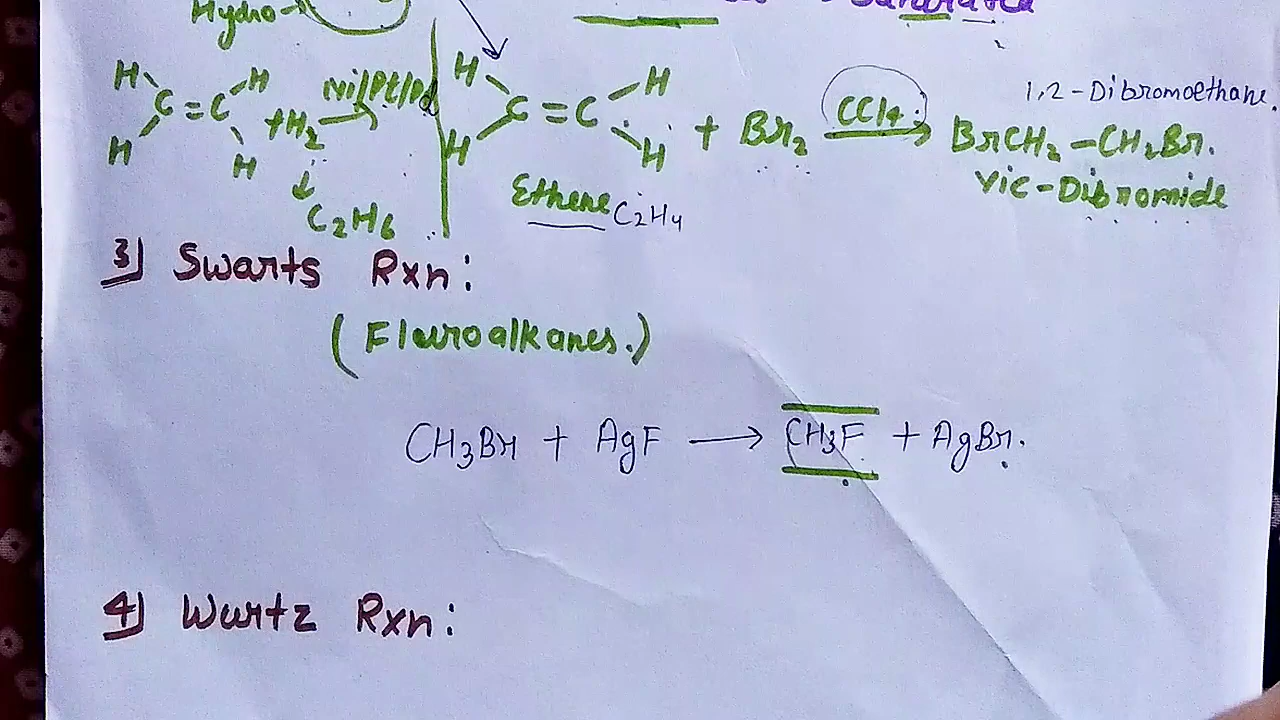 Hydro-
H H
C=C + H2 Ni/Pt/Pd
H H
C2H6
H H
C=C + Br2 CCl4. BrCH2-CH2Br.
H H
1,2-Dibromoethane.
Vic-Dibromide
Ethene C2H4
3) Swarts Rxn:
(Fluroalkanes.)
CH3Br + AgF ⟶ CH3F + AgBr.
4) Wurtz Rxn: